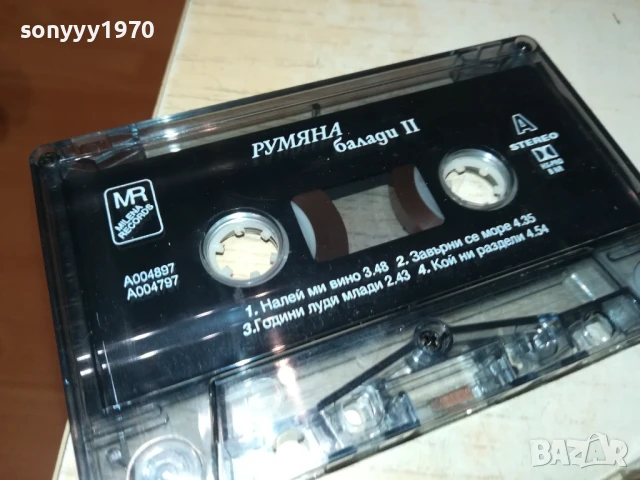 sonyyy1970
РУМЯНА
балади II
A
STEREO
MR
MILENA
RECORDS
A004897
A004797
1. Налей ми вино 3.48 2. Завърни се море 4.35
3. Години луди млади 2.43 4. Кой ни раздели 4.54
BAZAR